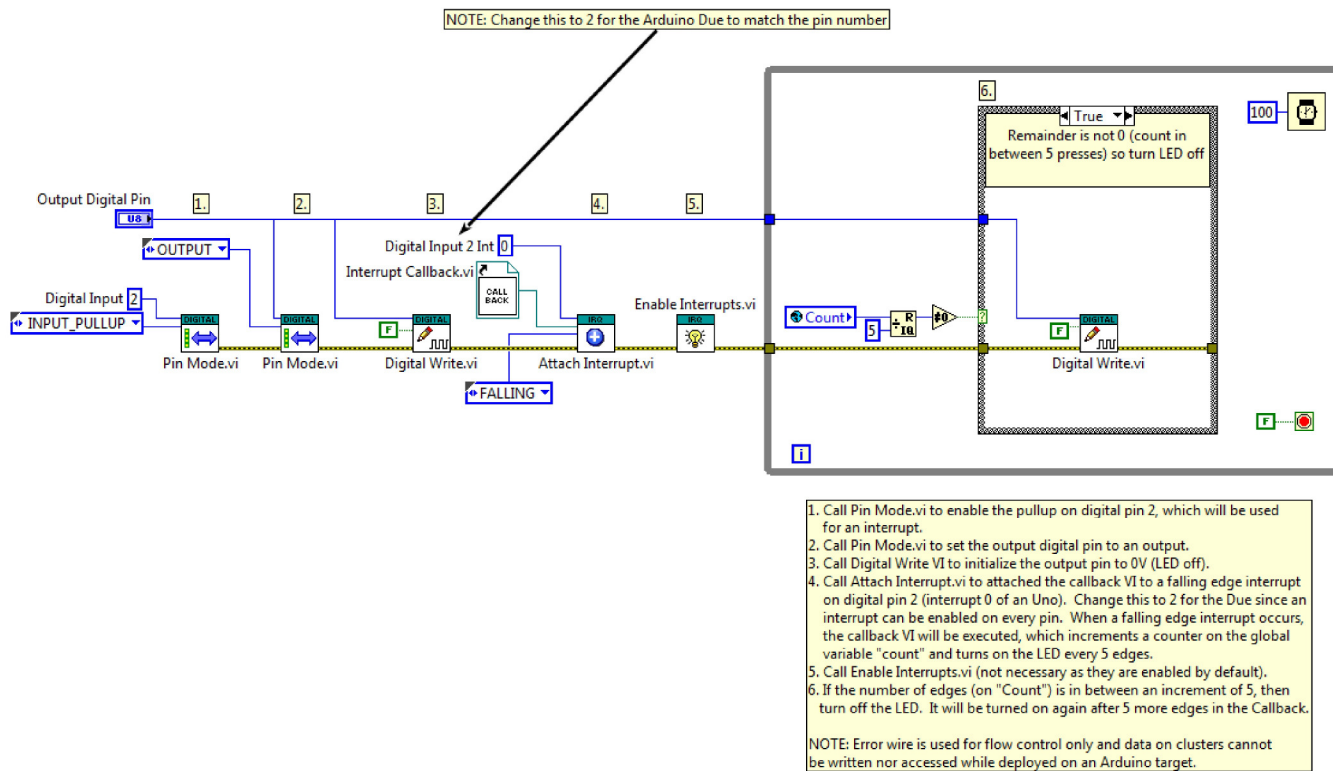 NOTE: Change this to 2 for the Arduino Due to match the pin number
6.
100
True
Remainder is not 0 (count in
between 5 presses) so turn LED off
Output Digital Pin
1.
2.
3.
4.
5.
U8
OUTPUT
Digital Input 2 Int 0
Interrupt Callback.vi
CALL
BACK
Enable Interrupts.vi
Digital Input 2
INPUT_PULLUP
DIGITAL
DIGITAL
F
DIGITAL
IRQ
IRQ
Count
5
R
IQ
≠0
?
F
DIGITAL
Pin Mode.vi
Pin Mode.vi
Digital Write.vi
Attach Interrupt.vi
Digital Write.vi
FALLING
F
i
1. Call Pin Mode.vi to enable the pullup on digital pin 2, which will be used
for an interrupt.
2. Call Pin Mode.vi to set the output digital pin to an output.
3. Call Digital Write VI to initialize the output pin to 0V (LED off).
4. Call Attach Interrupt.vi to attached the callback VI to a falling edge interrupt
on digital pin 2 (interrupt 0 of an Uno). Change this to 2 for the Due since an
interrupt can be enabled on every pin. When a falling edge interrupt occurs,
the callback VI will be executed, which increments a counter on the global
variable "count" and turns on the LED every 5 edges.
5. Call Enable Interrupts.vi (not necessary as they are enabled by default).
6. If the number of edges (on "Count") is in between an increment of 5, then
turn off the LED. It will be turned on again after 5 more edges in the Callback.
NOTE: Error wire is used for flow control only and data on clusters cannot
be written nor accessed while deployed on an Arduino target.